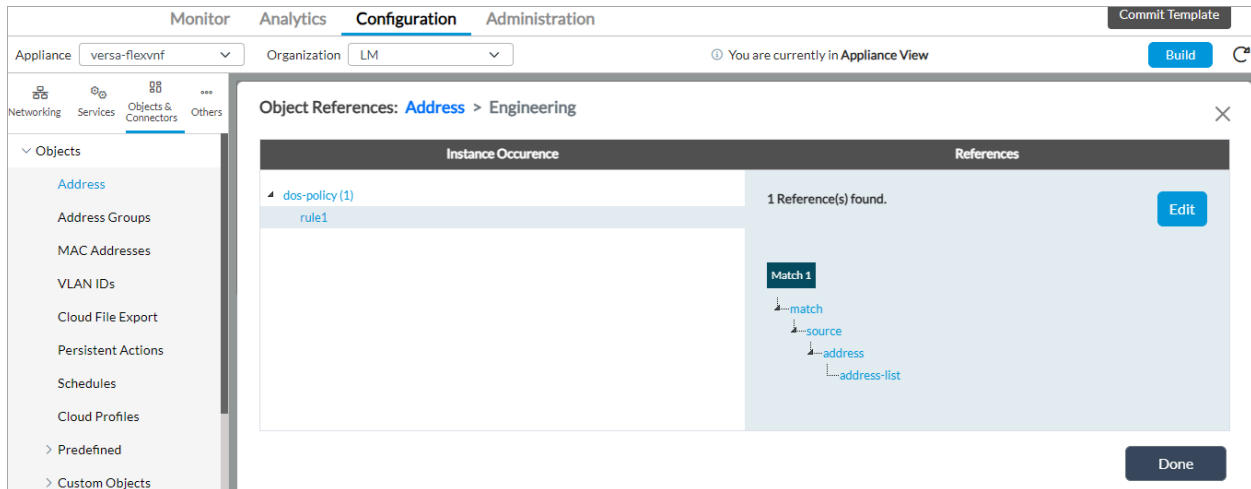 Monitor Analytics Configuration Administration Commit Template
Appliance versa-flexvnf Organization LM You are currently in Appliance View Build
Networking Services Objects & Connectors Others
Object References: Address > Engineering
Objects
Instance Occurence References
Address
dos-policy (1)
1 Reference(s) found.
Edit
Address Groups
rule1
MAC Addresses
VLAN IDs
Match 1
Cloud File Export
match
source
Persistent Actions
address
Schedules
address-list
Cloud Profiles
Predefined
Done
Custom Objects